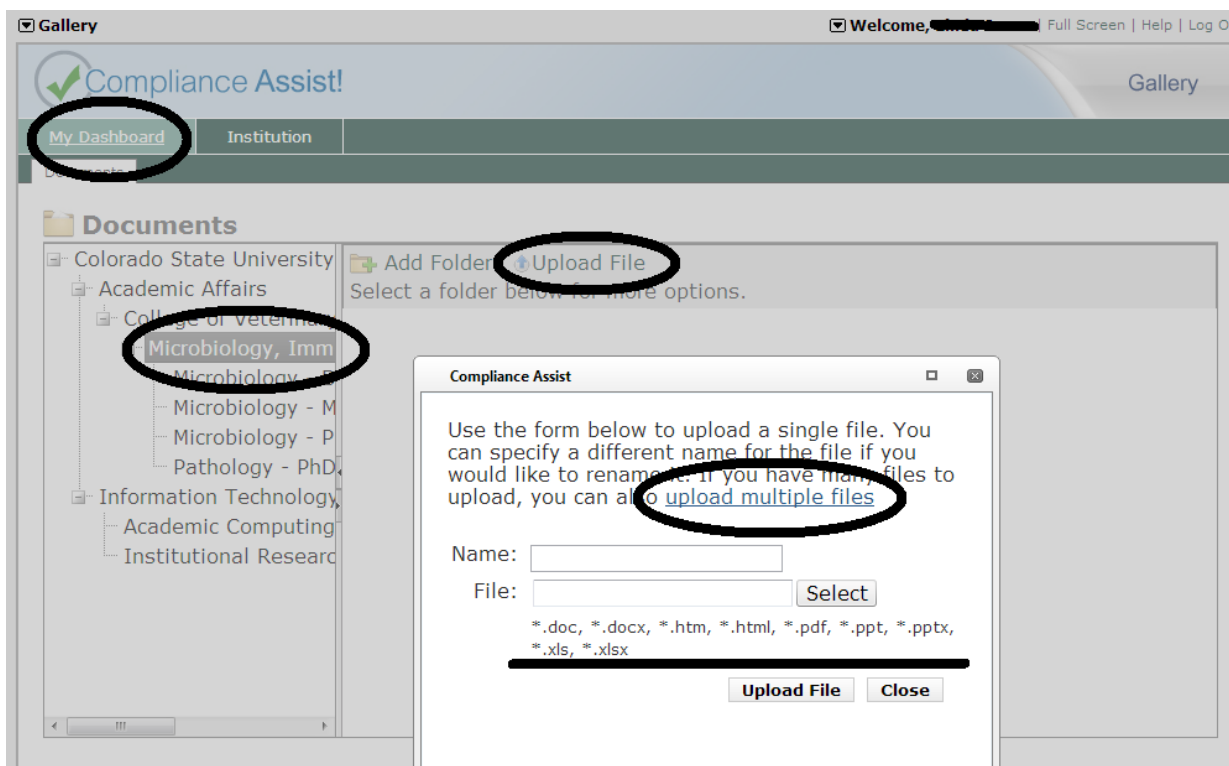 Gallery
Welcome, | Full Screen | Help | Log O
Compliance Assist!
Gallery
My Dashboard
Institution
Documents
Documents
Colorado State University
Add Folder
Upload File
Academic Affairs
Select a folder below for more options.
College of Veterinary
Microbiology, Imm
Microbiology -
Microbiology - M
Microbiology - P
Pathology - PhD
Information Technology
Academic Computing
Institutional Researc
Compliance Assist
Use the form below to upload a single file. You
can specify a different name for the file if you
would like to rename it. If you have many files to
upload, you can also upload multiple files
Name:
File:
Select
*.doc, *.docx, *.htm, *.html, *.pdf, *.ppt, *.pptx,
*.xls, *.xlsx
Upload File
Close